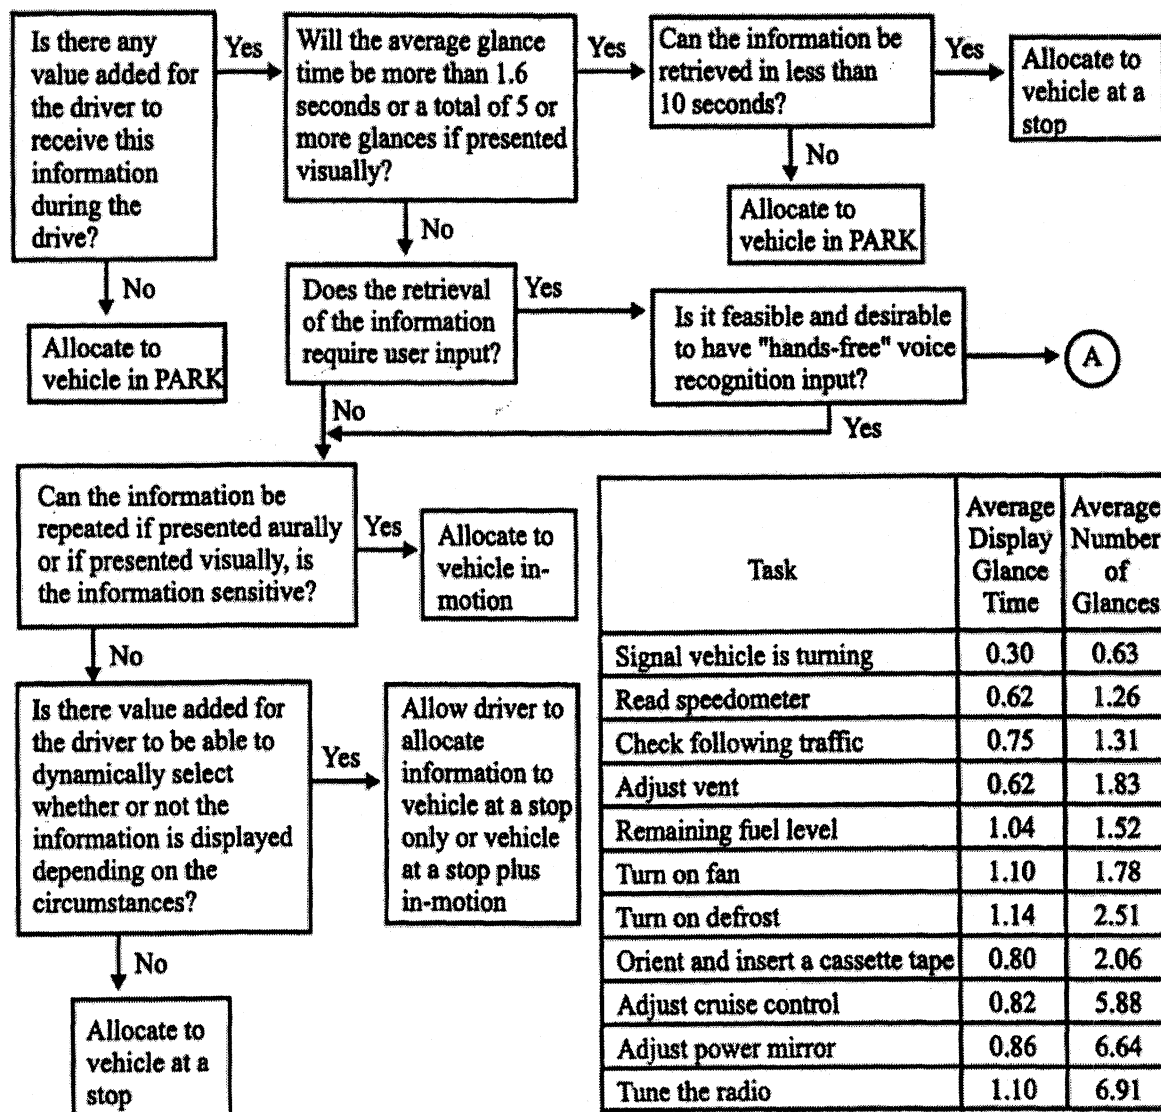 Is there any
value added for
the driver to
receive this
information
during the
drive?
Yes
Will the average glance
time be more than 1.6
seconds or a total of 5 or
more glances if presented
visually?
Yes
Can the information be
retrieved in less than
10 seconds?
Yes
Allocate to
vehicle at a
stop
No
Allocate to
vehicle in PARK
No
Allocate to
vehicle in PARK
No
Does the retrieval
of the information
require user input?
Yes
Is it feasible and desirable
to have "hands-free" voice
recognition input?
A
No
Yes
Can the information be
repeated if presented aurally
or if presented visually, is
the information sensitive?
Yes
Allocate to
vehicle in-
motion
No
Is there value added for
the driver to be able to
dynamically select
whether or not the
information is displayed
depending on the
circumstances?
Yes
Allow driver to
allocate
information to
vehicle at a stop
only or vehicle
at a stop plus
in-motion
No
Allocate to
vehicle at a
stop
Task
Average
Display
Glance
Time
Average
Number
of
Glances
Signal vehicle is turning 0.30 0.63
Read speedometer 0.62 1.26
Check following traffic 0.75 1.31
Adjust vent 0.62 1.83
Remaining fuel level 1.04 1.52
Turn on fan 1.10 1.78
Turn on defrost 1.14 2.51
Orient and insert a cassette tape 0.80 2.06
Adjust cruise control 0.82 5.88
Adjust power mirror 0.86 6.64
Tune the radio 1.10 6.91